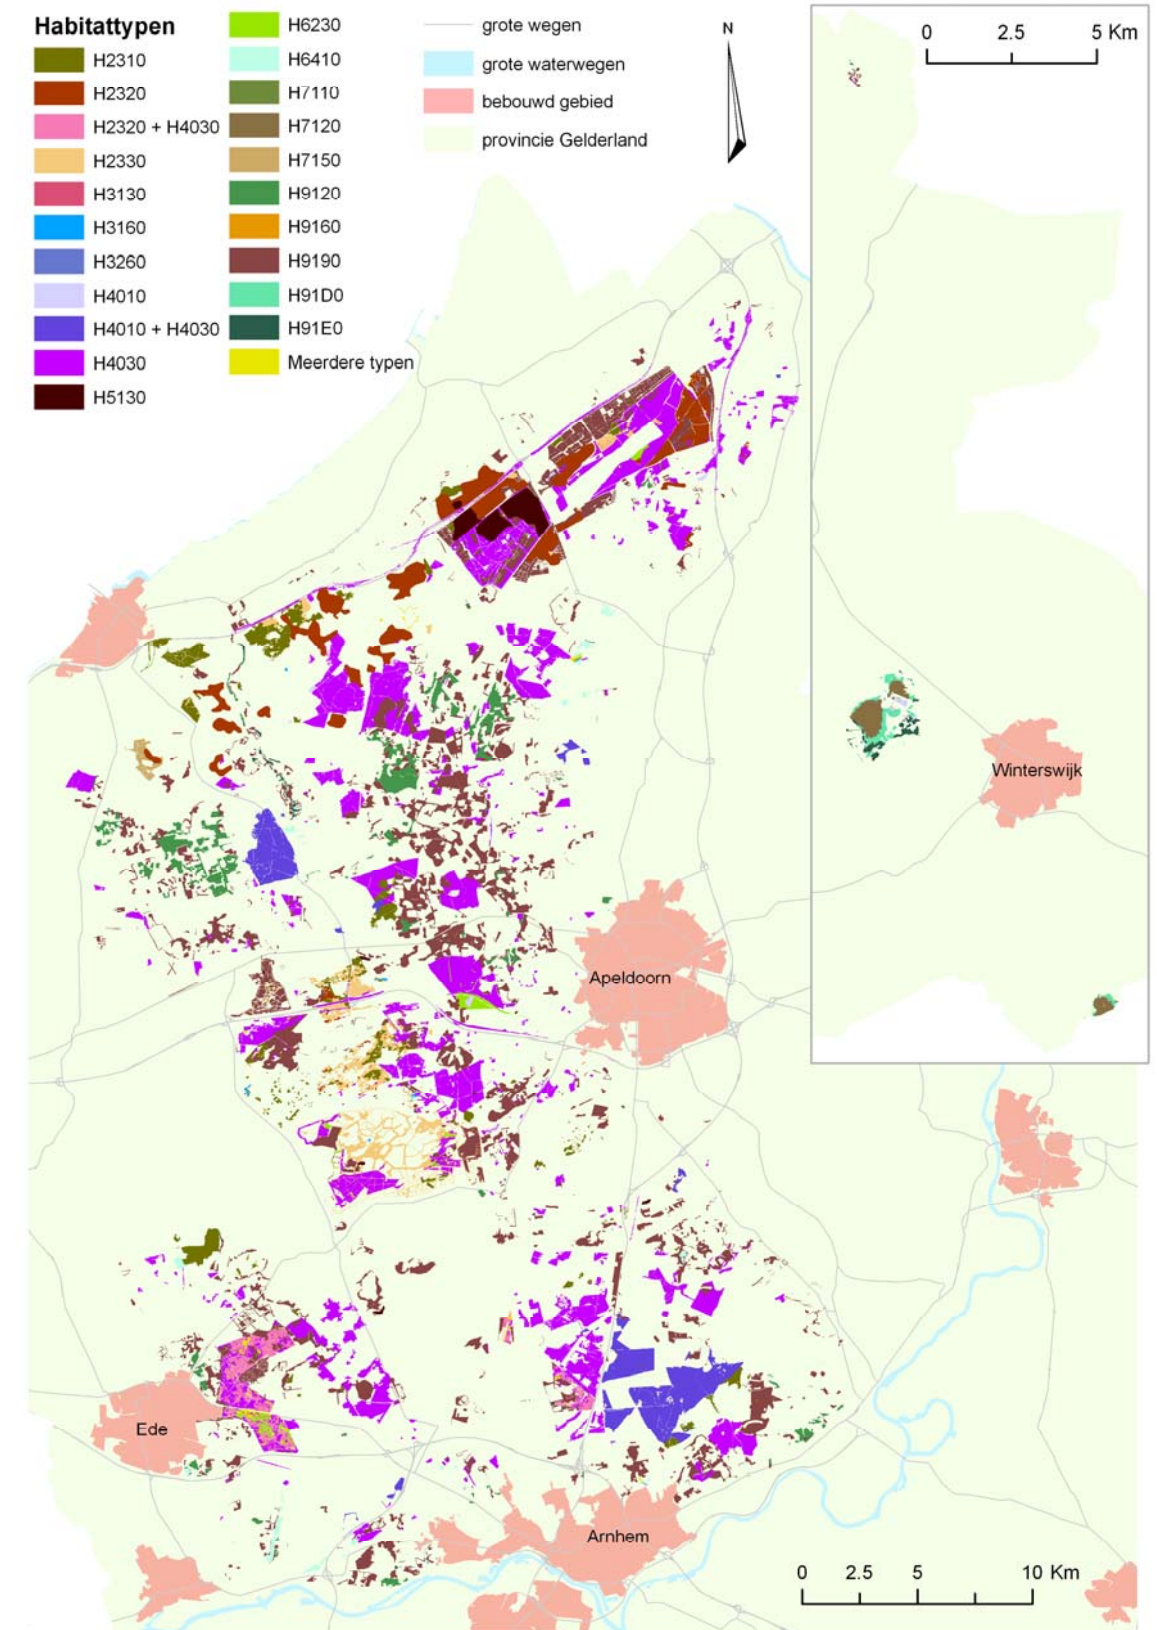 Habitattypen
H2310
H2320
H2320 + H4030
H2330
H3130
H3160
H3260
H4010
H4010 + H4030
H4030
H5130
H6230
H6410
H7110
H7120
H7150
H9120
H9160
H9190
H91D0
H91E0
Meerdere typen
grote wegen
grote waterwegen
bebouwd gebied
provincie Gelderland
N
0 2.5 5 Km
Winterswijk
Apeldoorn
Ede
Arnhem
0 2.5 5 10 Km